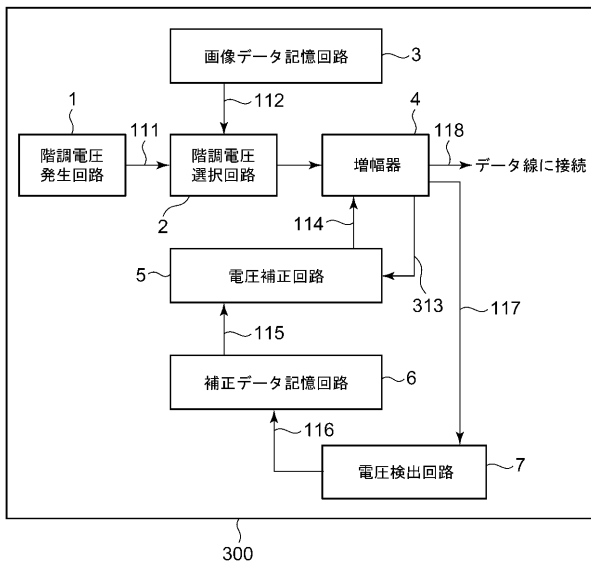 画像データ記憶回路
3
112
1
階調電圧
発生回路
111
階調電圧
選択回路
2
4
増幅器
118
データ線に接続
114
5
電圧補正回路
313
117
115
補正データ記憶回路
6
116
電圧検出回路
7
300